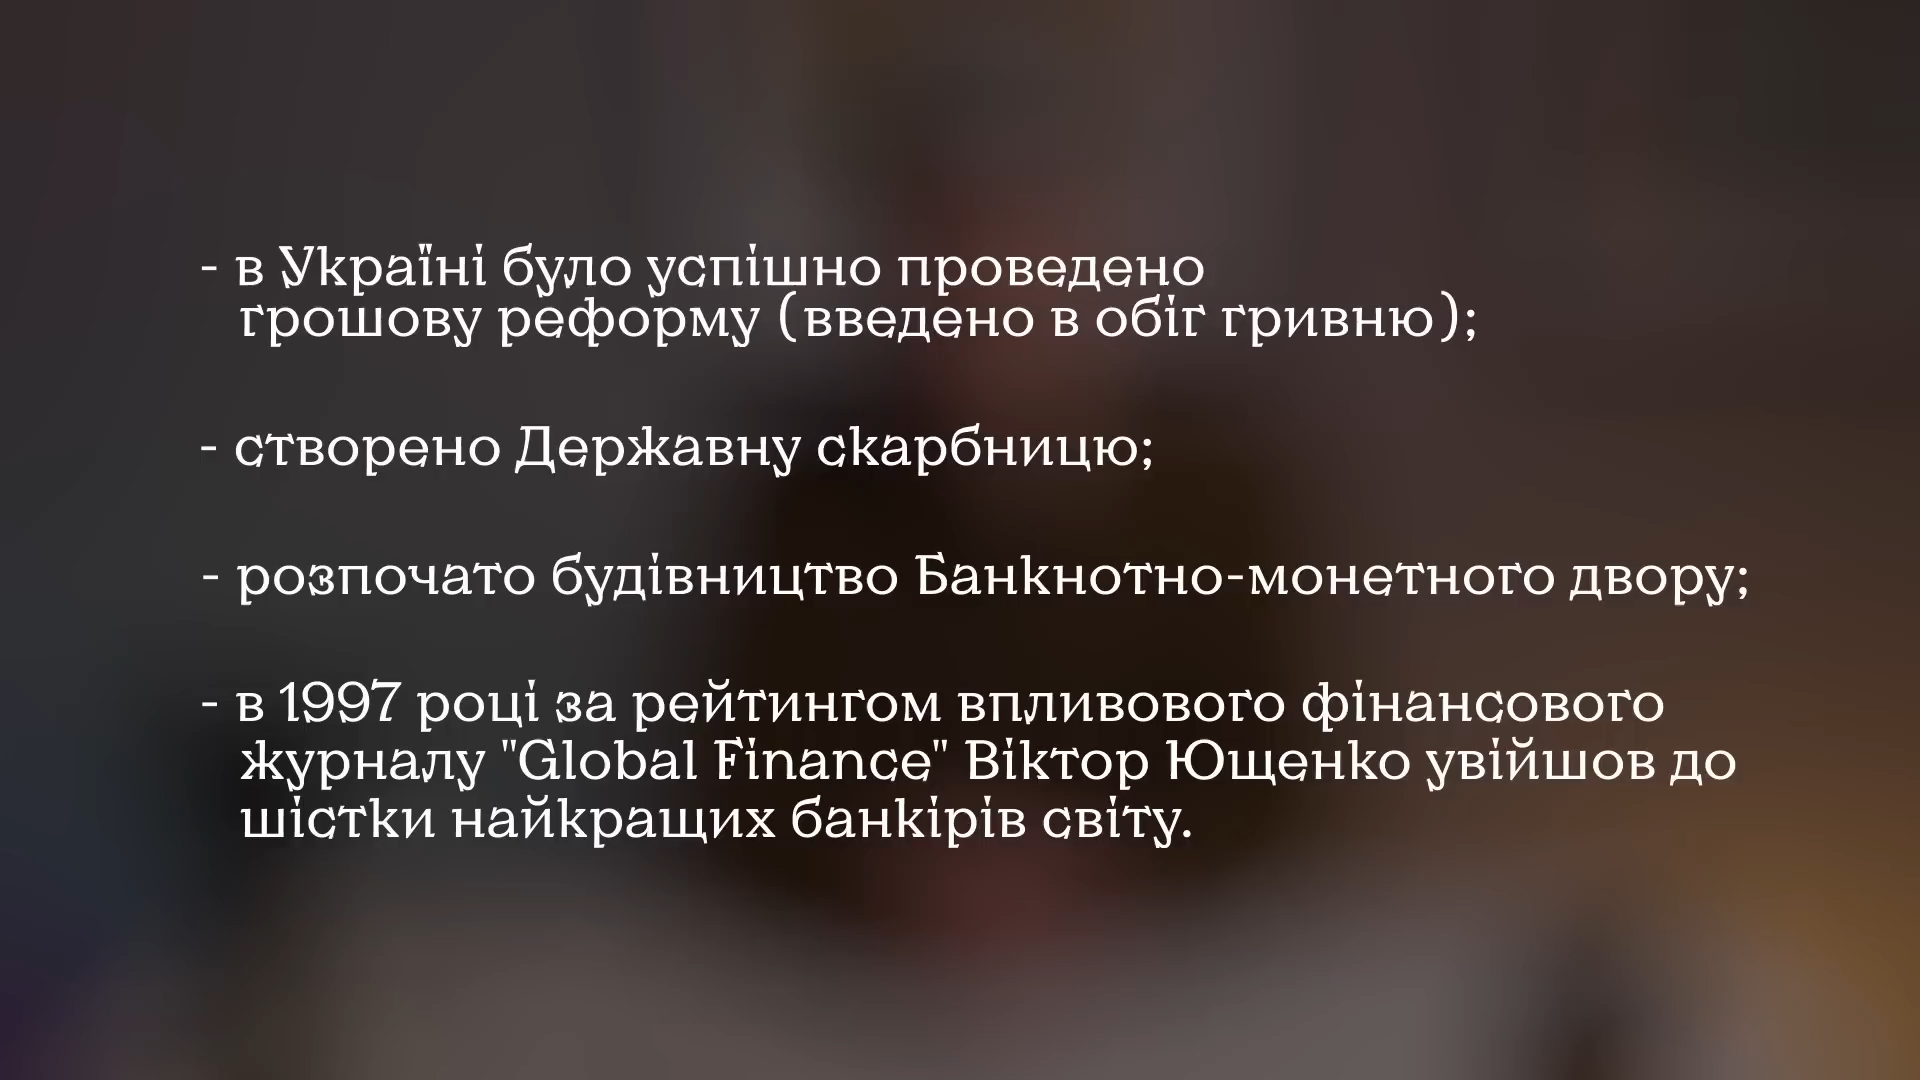 - в Україні було успішно проведено
грошову реформу (введено в обіг гривню);
- створено Державну скарбницю;
- розпочато будівництво Банкнотно-монетного двору;
- в 1997 році за рейтингом впливового фінансового
журналу "Global Finance" Віктор Ющенко увійшов до
шістки найкращих банкірів світу.